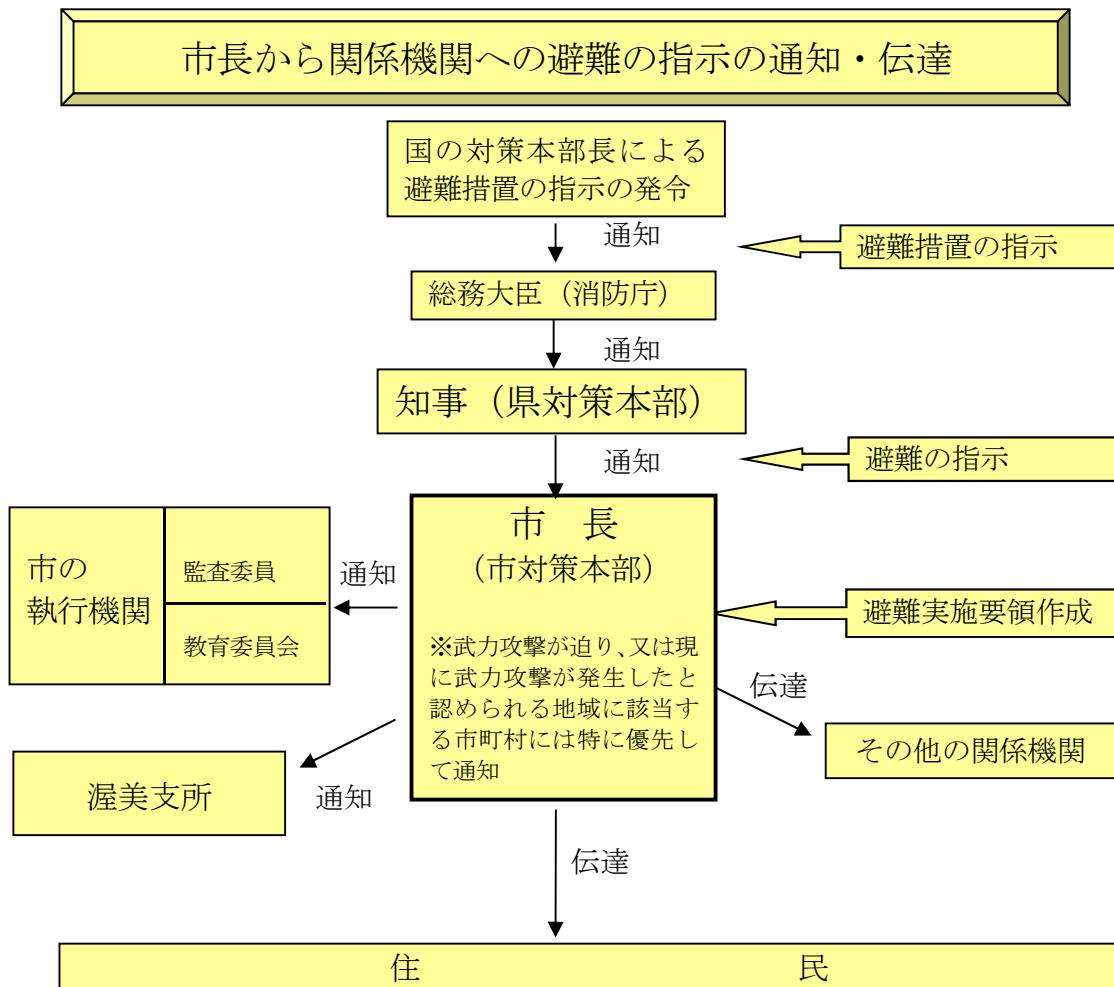 市長から関係機関への避難の指示の通知・伝達
国の対策本部長による
避難措置の指示の発令
通知
避難措置の指示
総務大臣（消防庁）
通知
知事（県対策本部）
通知
避難の指示
市　長
（市対策本部）
※武力攻撃が迫り、又は現
に武力攻撃が発生したと
認められる地域に該当す
る市町村には特に優先し
て通知
市の
執行機関
監査委員
教育委員会
通知
避難実施要領作成
伝達
その他の関係機関
渥美支所
通知
伝達
住　民